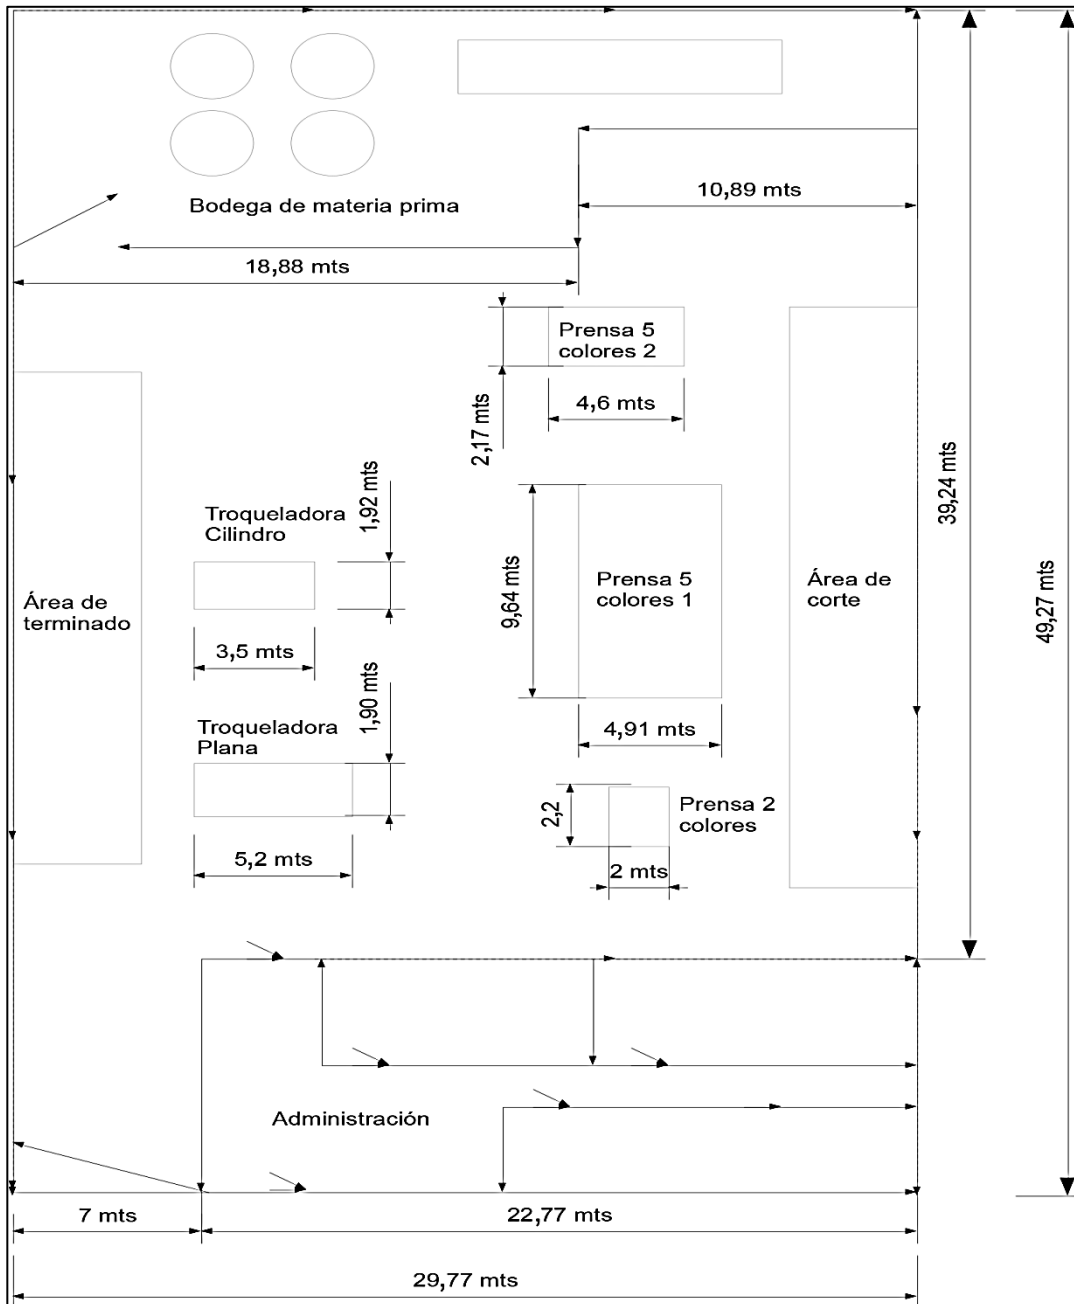 10,89 mts
Bodega de materia prima
18,88 mts
Prensa 5
colores 2
2,17 mts
4,6 mts
39,24 mts
49,27 mts
1,92 mts
Troqueladora
Cilindro
9,64 mts
Prensa 5
colores 1
Área de
corte
Área de
terminado
3,5 mts
1,90 mts
Troqueladora
Plana
4,91 mts
2,2
Prensa 2
colores
5,2 mts
2 mts
Administración
7 mts
22,77 mts
29,77 mts